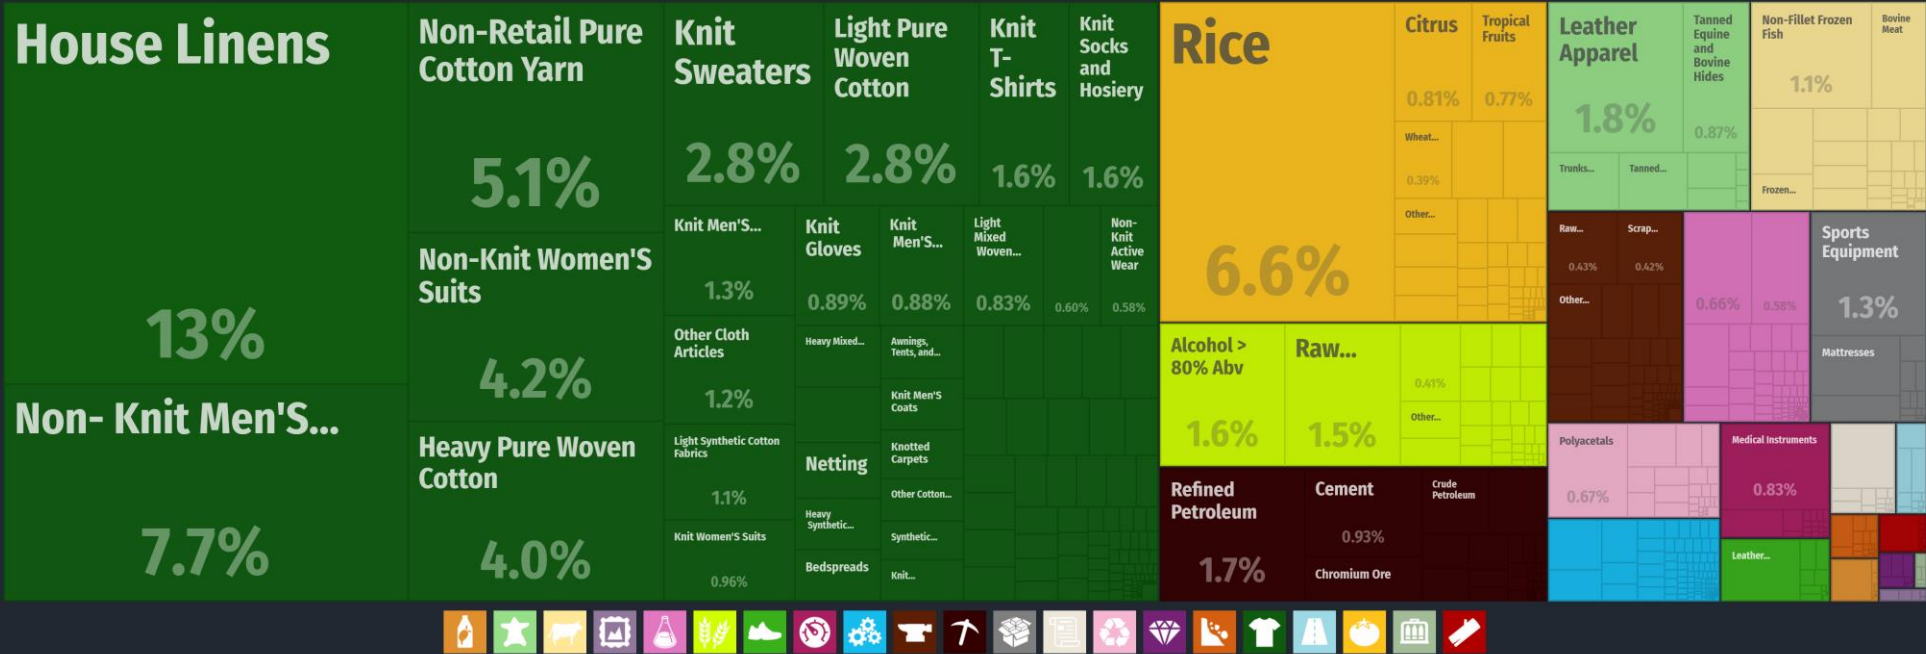 House Linens
13%
Non- Knit Men'S...
7.7%
Non-Retail Pure
Cotton Yarn
5.1%
Non-Knit Women'S
Suits
4.2%
Heavy Pure Woven
Cotton
4.0%
Knit
Sweaters
2.8%
Light Pure
Woven
Cotton
2.8%
Knit
T-
Shirts
1.6%
Knit
Socks
and
Hosiery
1.6%
Knit Men'S...
1.3%
Other Cloth
Articles
1.2%
Light Synthetic Cotton
Fabrics
1.1%
Knit Women'S Suits
0.96%
Knit
Gloves
0.89%
Knit
Men'S...
0.88%
Light
Mixed
Woven...
0.83%
0.60%
Non-
Knit
Active
Wear
0.58%
Heavy Mixed...
Netting
Heavy
Synthetic...
Bedspreads
Awnings,
Tents, and...
Knit Men'S
Coats
Knotted
Carpets
Other Cotton...
Synthetic...
Knit...
Rice
6.6%
Citrus
0.81%
Tropical
Fruits
0.77%
Wheat...
0.39%
Other...
Alcohol >
80% Abv
1.6%
Raw...
1.5%
0.41%
Other...
Refined
Petroleum
1.7%
Cement
0.93%
Chromium Ore
Crude
Petroleum
Leather
Apparel
1.8%
Tanned
Equine
and
Bovine
Hides
0.87%
Trunks...
Tanned...
Non-Fillet Frozen
Fish
1.1%
Bovine
Meat
Frozen...
Raw...
0.43%
Scrap...
0.42%
Other...
0.66%
0.58%
Sports
Equipment
1.3%
Mattresses
Polyacetals
0.67%
Medical Instruments
0.83%
Leather...